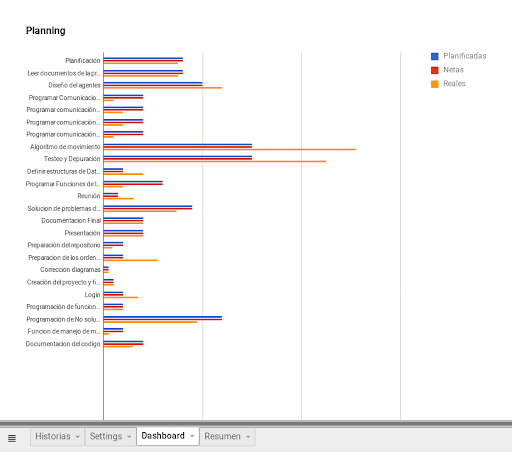 Planning
Planificadas
Netas
Reales
Planificación
Leer documentos de la pr...
Diseño del agentes
Programar Comunicacio...
Programar comunicación...
Programar comunicación...
Programar comunicación...
Algoritmo de movimiento
Testeo y Depuración
Definir estructuras de Dat...
Programar Funciones de l...
Reunión
Solucion de problemas d...
Documentacion Final
Presentación
Preparación del repositorio
Preparacion de los orden...
Corrección diagramas
Creación del proyecto y fi...
Login
Programación de funcion...
Programación de No solu...
Funcion de manejo de m...
Documentacion del codigo
Historias Settings Dashboard Resumen